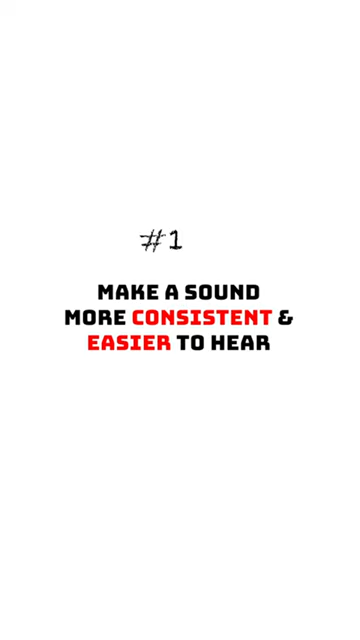 #1
MAKE A SOUND
MORE CONSISTENT &
EASIER TO HEAR